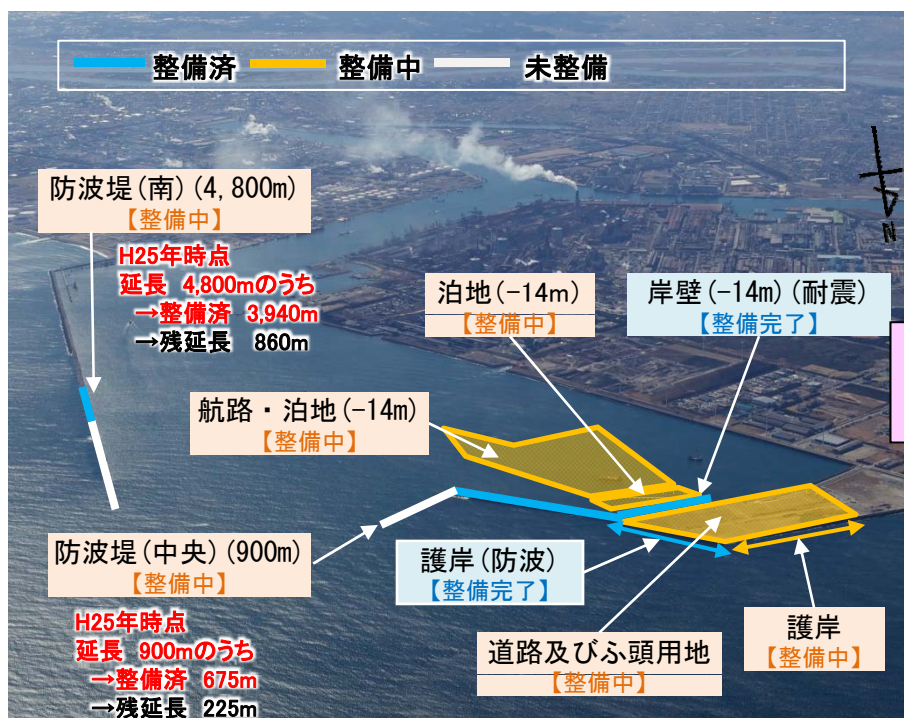 整備済 整備中 未整備
防波堤(南)(4,800m)
【整備中】
H25年時点
延長 4,800mのうち
→整備済 3,940m
→残延長 860m
泊地(-14m)
【整備中】
岸壁(-14m)(耐震)
【整備完了】
N
航路・泊地(-14m)
【整備中】
防波堤(中央)(900m)
【整備中】
H25年時点
延長 900mのうち
→整備済 675m
→残延長 225m
護岸(防波)
【整備完了】
道路及びふ頭用地
【整備中】
護岸
【整備中】